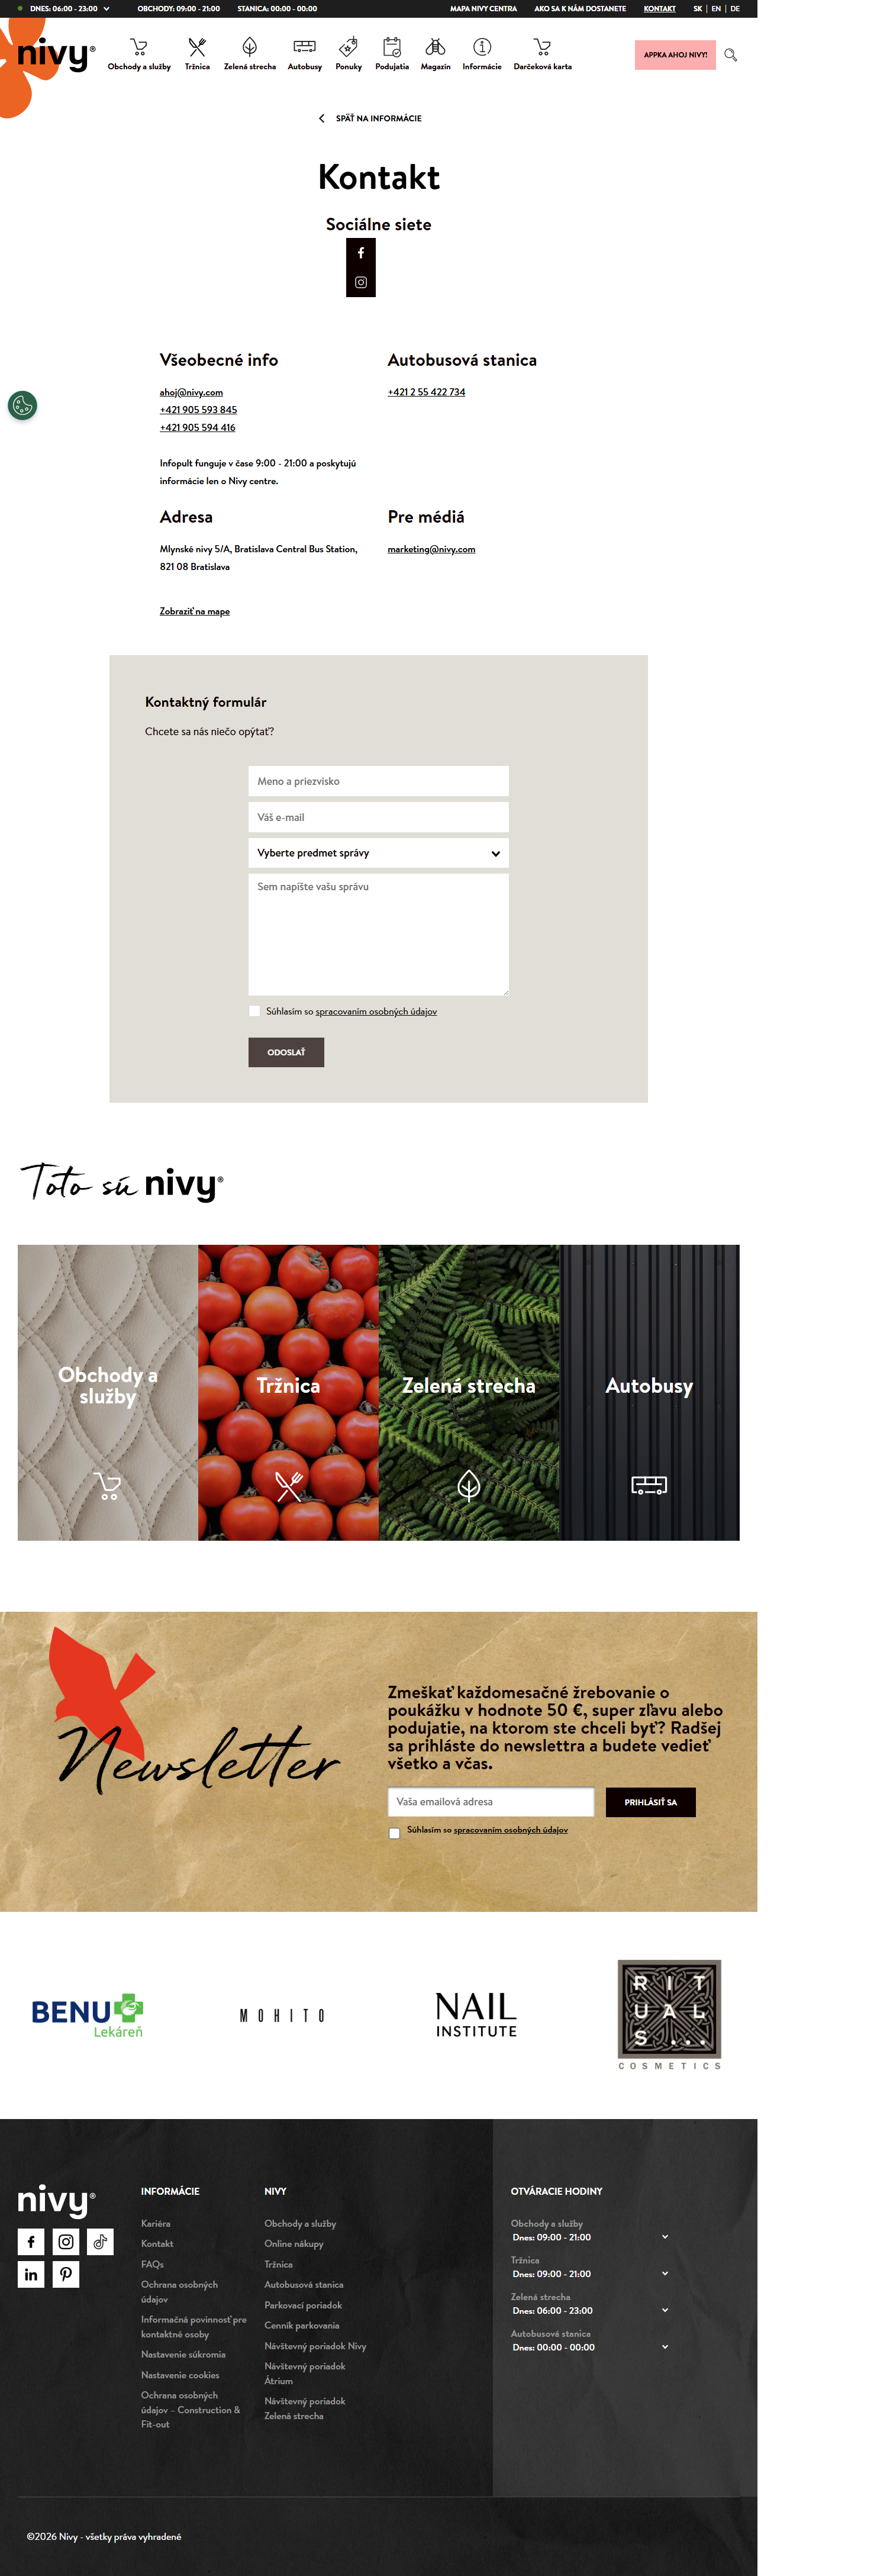 DNES: 06:00 - 23:00
OBCHODY: 09:00 - 21:00
STANICA: 00:00 - 00:00
MAPA NIVY CENTRA
AKO SA K NÁM DOSTANETE
KONTAKT
SK | EN | DE
nivy®
Obchody a služby
Tržnica
Zelená strecha
Autobusy
Ponuky
Podujatia
Magazín
Informácie
Darčeková karta
APPKA AHOJ NIVY!
SPÄŤ NA INFORMÁCIE
Kontakt
Sociálne siete
Všeobecné info
ahoj@nivy.com
+421 905 593 845
+421 905 594 416
Infopult funguje v čase 9:00 - 21:00 a poskytujú
informácie len o Nivy centre.
Autobusová stanica
+421 2 55 422 734
Adresa
Mlynské nivy 5/A, Bratislava Central Bus Station,
821 08 Bratislava
Zobraziť na mape
Pre médiá
marketing@nivy.com
Kontaktný formulár
Chcete sa nás niečo opýtať?
Meno a priezvisko
Váš e-mail
Vyberte predmet správy
Sem napíšte vašu správu
Súhlasím so spracovaním osobných údajov
ODOSLAŤ
Toto sú nivy®
Obchody a
služby
Tržnica
Zelená strecha
Autobusy
Newsletter
Zmeškať každomesačné žrebovanie o
poukážku v hodnote 50 €, super zľavu alebo
podujatie, na ktorom ste chceli byť? Radšej
sa prihláste do newslettra a budete vedieť
všetko a včas.
Vaša emailová adresa
PRIHLÁSIŤ SA
Súhlasím so spracovaním osobných údajov
BENU
Lekáreň
MOHITO
NAIL
INSTITUTE
RITUALS...
COSMETICS
nivy®
INFORMÁCIE
Kariéra
Kontakt
FAQs
Ochrana osobných
údajov
Informačná povinnosť pre
kontaktné osoby
Nastavenie súkromia
Nastavenie cookies
Ochrana osobných
údajov – Construction &
Fit-out
NIVY
Obchody a služby
Online nákupy
Tržnica
Autobusová stanica
Parkovací poriadok
Cenník parkovania
Návštevný poriadok Nivy
Návštevný poriadok
Átrium
Návštevný poriadok
Zelená strecha
OTVÁRACIE HODINY
Obchody a služby
Dnes: 09:00 - 21:00
Tržnica
Dnes: 09:00 - 21:00
Zelená strecha
Dnes: 06:00 - 23:00
Autobusová stanica
Dnes: 00:00 - 00:00
©2026 Nivy - všetky práva vyhradené